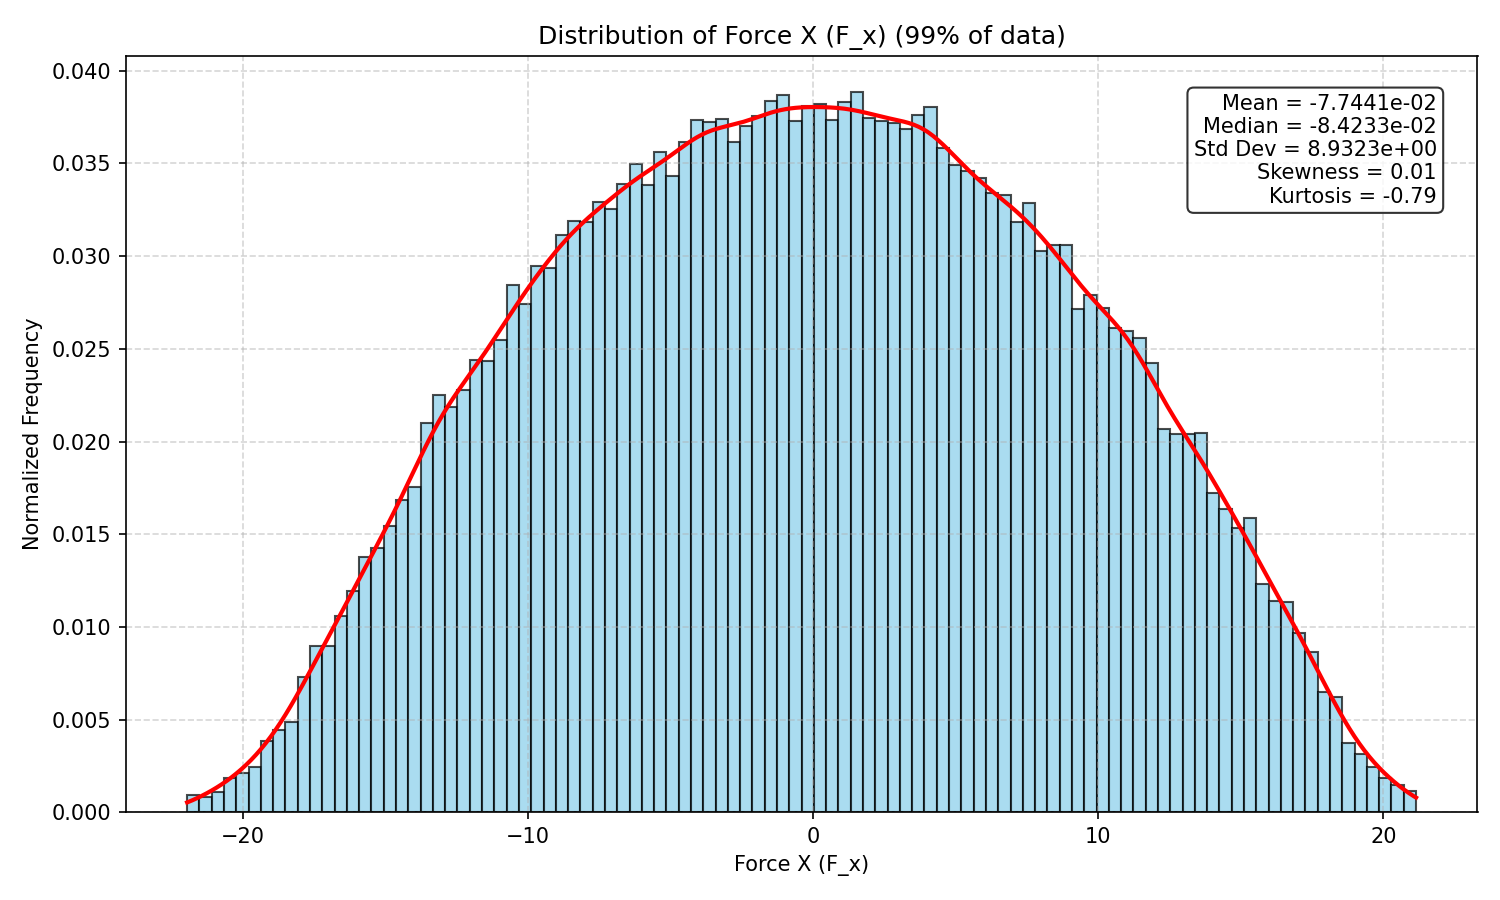 Distribution of Force X (F_x) (99% of data)
Mean = -7.7441e-02
Median = -8.4233e-02
Std Dev = 8.9323e+00
Skewness = 0.01
Kurtosis = -0.79
Normalized Frequency
0.040
0.035
0.030
0.025
0.020
0.015
0.010
0.005
0.000
−20 −10 0 10 20
Force X (F_x)